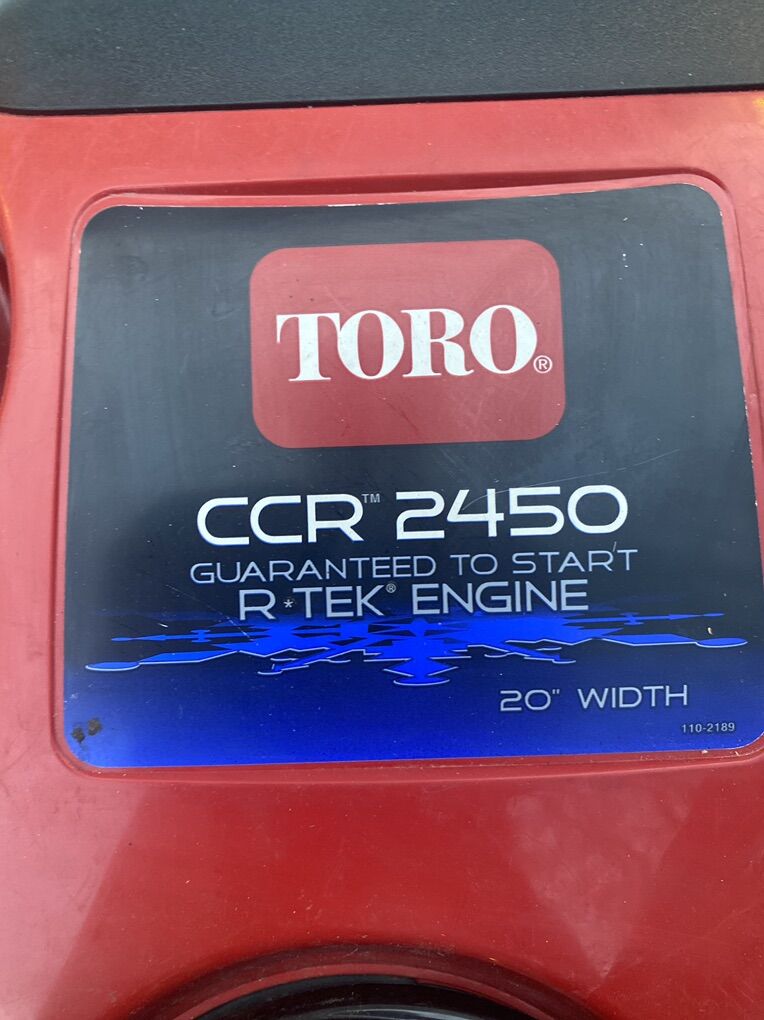 TORO®
CCR™ 2450
GUARANTEED TO START
R*TEK® ENGINE
20" WIDTH
110-2189